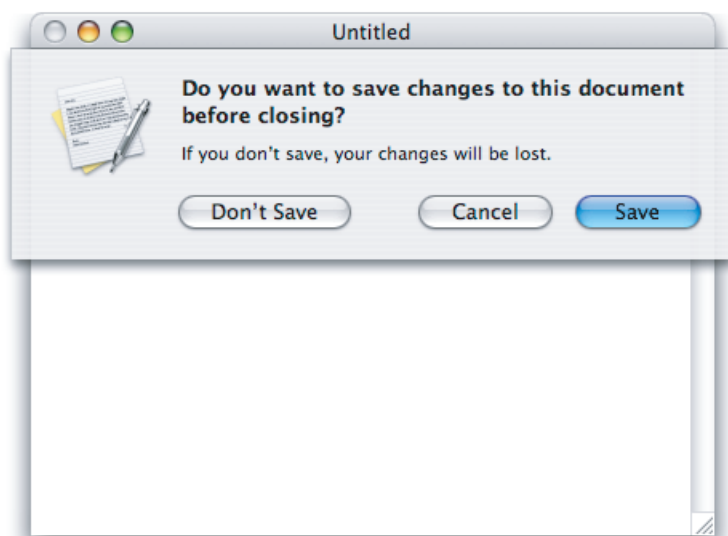 Untitled
Do you want to save changes to this document
before closing?
If you don't save, your changes will be lost.
Don't Save Cancel Save